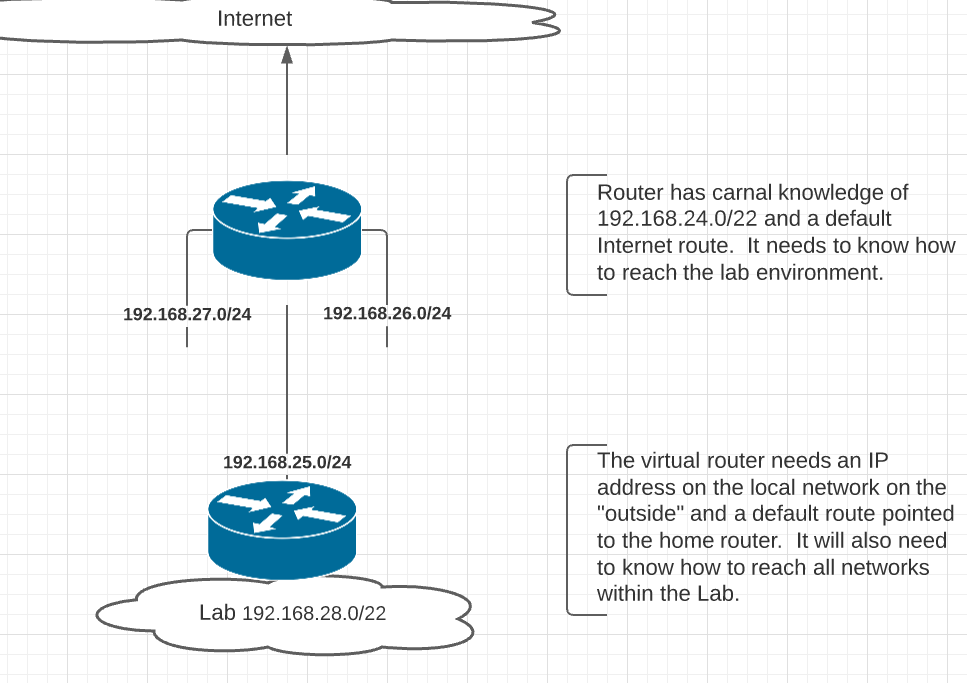 Internet
Router has carnal knowledge of
192.168.24.0/22 and a default
Internet route.  It needs to know how
to reach the lab environment.
192.168.27.0/24
192.168.26.0/24
192.168.25.0/24
The virtual router needs an IP
address on the local network on the
"outside" and a default route pointed
to the home router.  It will also need
to know how to reach all networks
within the Lab.
Lab 192.168.28.0/22